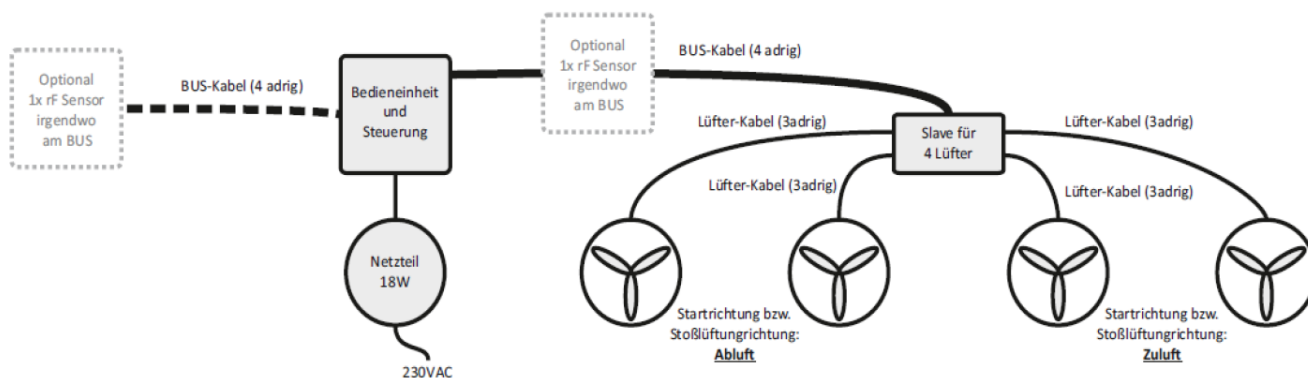 Optional
1x rF Sensor
irgendwo
am BUS
BUS-Kabel (4 adrig)
Bedieneinheit
und
Steuerung
Optional
1x rF Sensor
irgendwo
am BUS
BUS-Kabel (4 adrig)
Lüfter-Kabel (3adrig)
Slave für
4 Lüfter
Lüfter-Kabel (3adrig)
Lüfter-Kabel (3adrig)
Lüfter-Kabel (3adrig)
Netzteil
18W
230VAC
Startrichtung bzw.
Stoßlüftungrichtung:
Abluft
Startrichtung bzw.
Stoßlüftungrichtung:
Zuluft